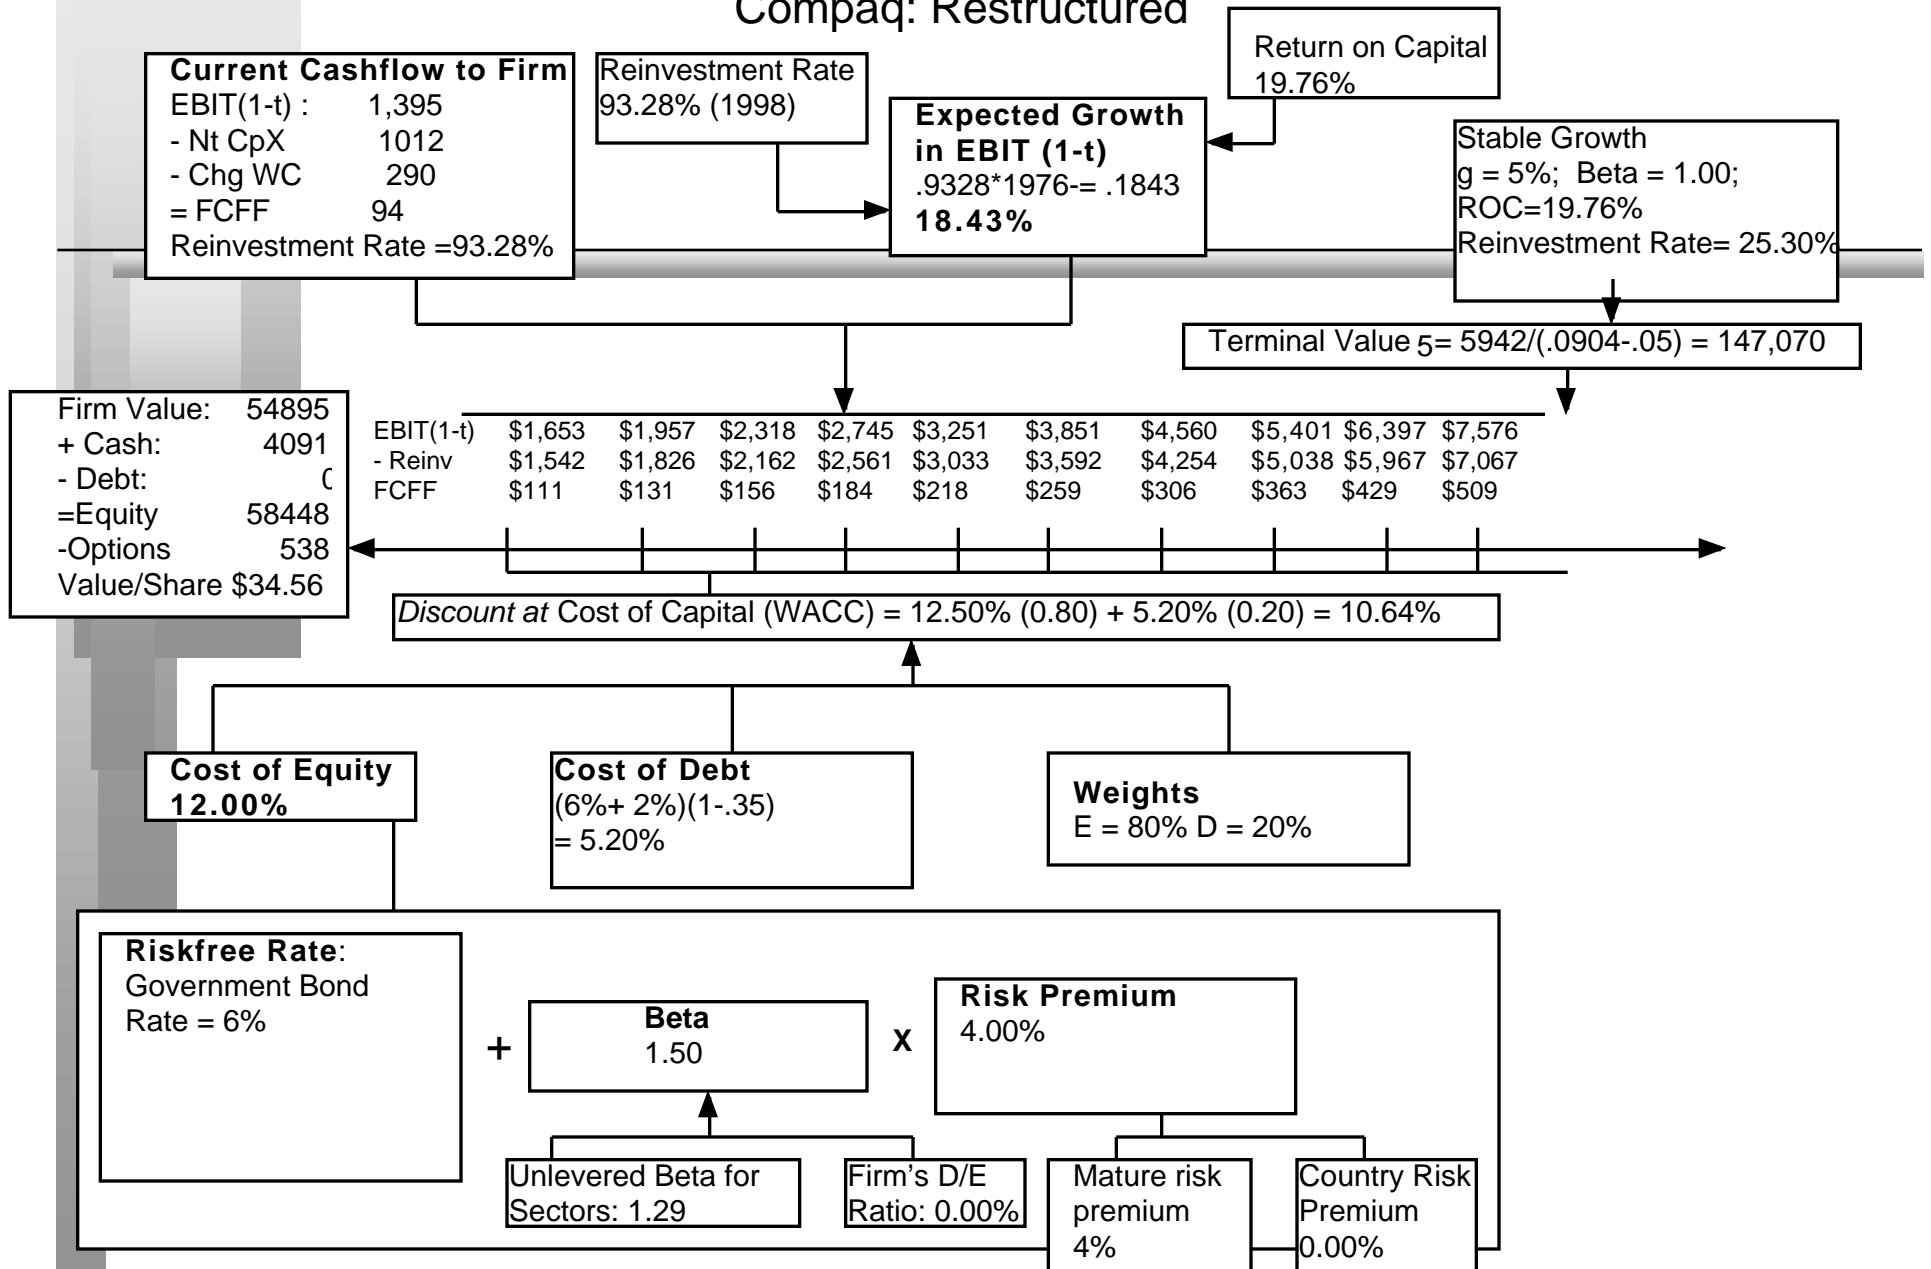 Compaq: Restructured
Current Cashflow to Firm
EBIT(1-t) : 1,395
- Nt CpX 1012
- Chg WC 290
= FCFF 94
Reinvestment Rate =93.28%
Reinvestment Rate
93.28% (1998)
Expected Growth
in EBIT (1-t)
.9328*1976-= .1843
18.43%
Return on Capital
19.76%
Stable Growth
g = 5%; Beta = 1.00;
ROC=19.76%
Reinvestment Rate= 25.30%
Terminal Value 5= 5942/(.0904-.05) = 147,070
Firm Value: 54895
+ Cash: 4091
- Debt: 0
=Equity 58448
-Options 538
Value/Share $34.56
EBIT(1-t) $1,653 $1,957 $2,318 $2,745 $3,251 $3,851 $4,560 $5,401 $6,397 $7,576
- Reinv $1,542 $1,826 $2,162 $2,561 $3,033 $3,592 $4,254 $5,038 $5,967 $7,067
FCFF $111 $131 $156 $184 $218 $259 $306 $363 $429 $509
Discount at Cost of Capital (WACC) = 12.50% (0.80) + 5.20% (0.20) = 10.64%
Cost of Equity
12.00%
Cost of Debt
(6%+ 2%)(1-.35)
= 5.20%
Weights
E = 80% D = 20%
Riskfree Rate:
Government Bond
Rate = 6%
+
Beta
1.50
X
Risk Premium
4.00%
Unlevered Beta for
Sectors: 1.29
Firm's D/E
Ratio: 0.00%
Mature risk
premium
4%
Country Risk
Premium
0.00%